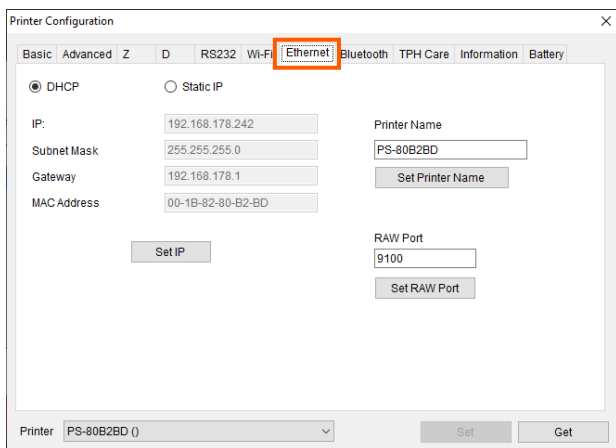 Printer Configuration
Basic Advanced Z D RS232 Wi-Fi Ethernet Bluetooth TPH Care Information Battery
DHCP Static IP
IP: 192.168.178.242 Printer Name
Subnet Mask 255.255.255.0 PS-80B2BD
Gateway 192.168.178.1 Set Printer Name
MAC Address 00-1B-82-80-B2-BD
RAW Port
Set IP 9100
Set RAW Port
Printer PS-80B2BD () Set Get